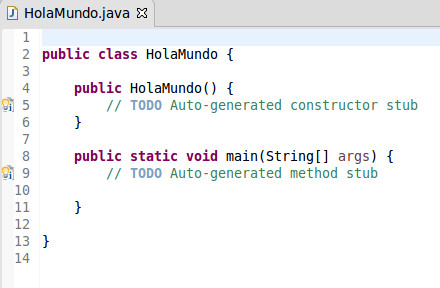 HolaMundo.java
1
2 public class HolaMundo {
3
4 public HolaMundo() {
5 // TODO Auto-generated constructor stub
6 }
7
8 public static void main(String[] args) {
9 // TODO Auto-generated method stub
10
11 }
12
13 }
14